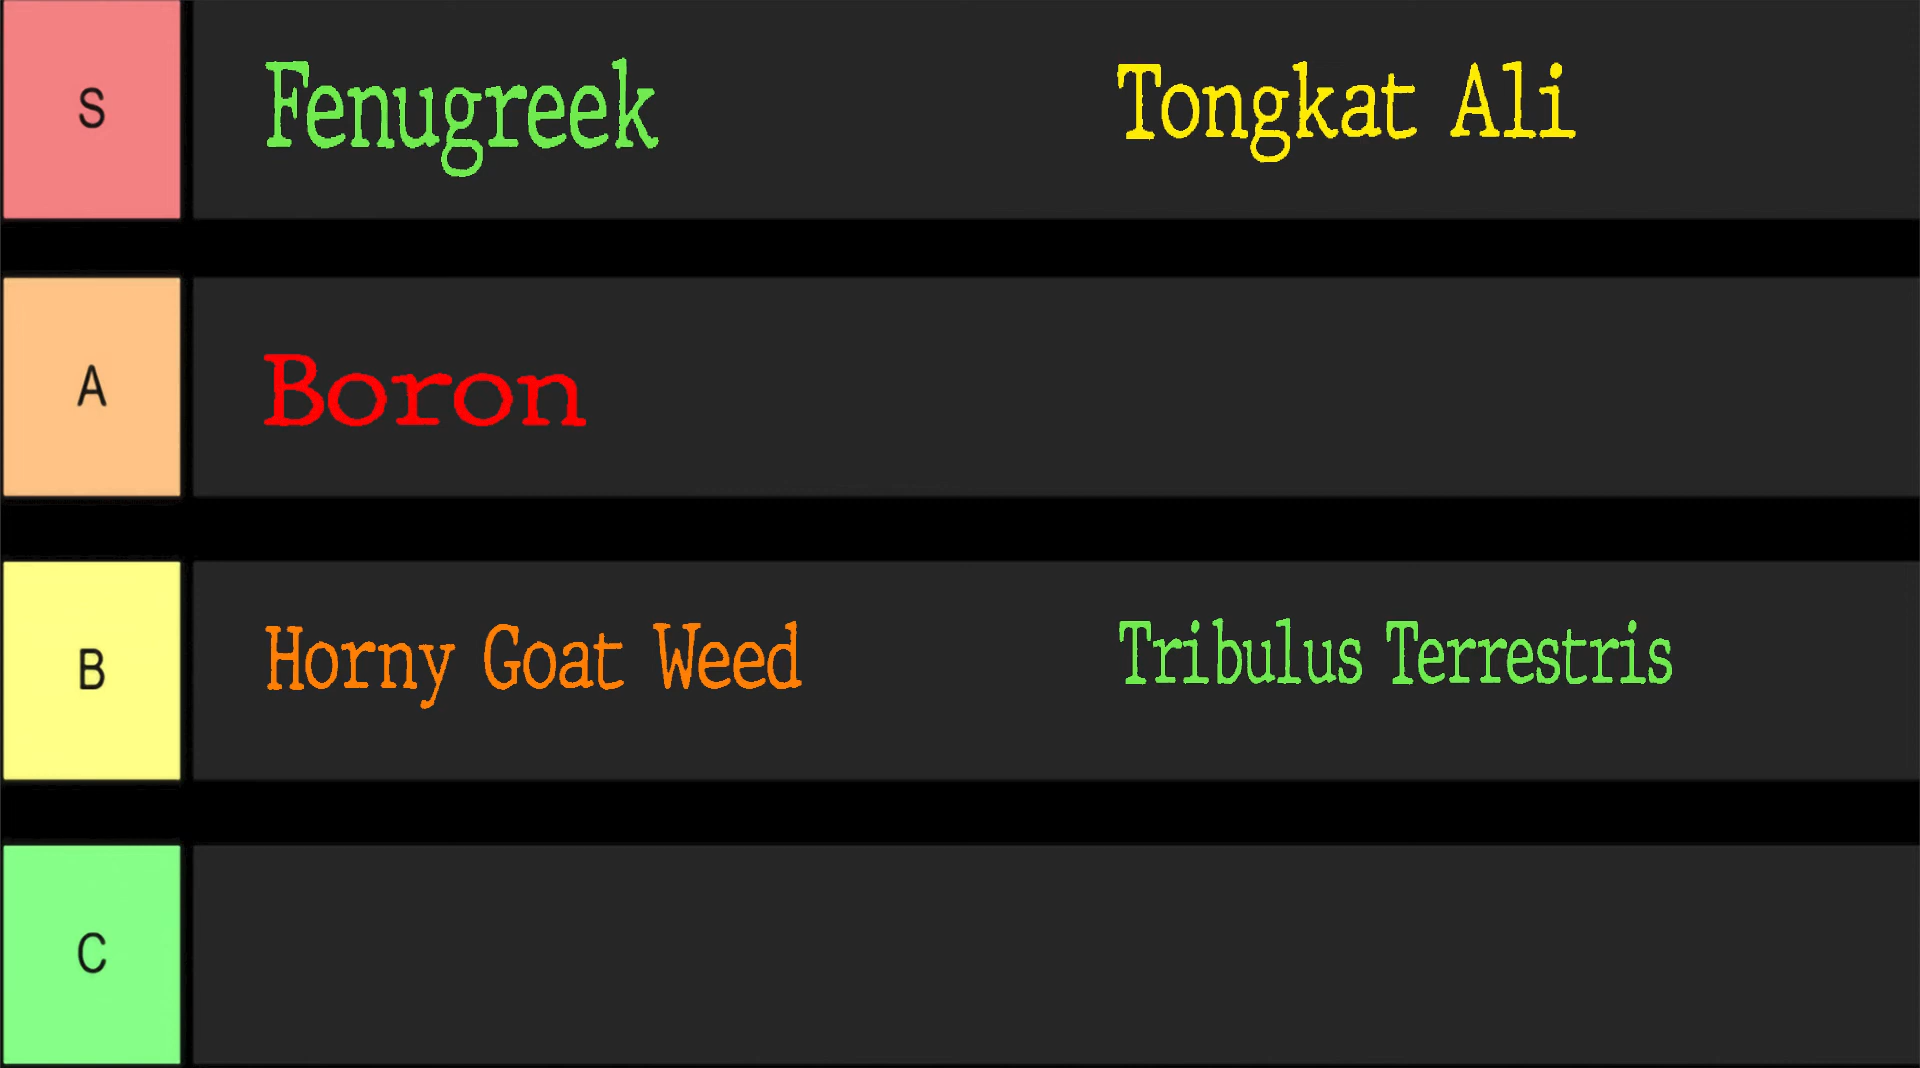 S
Fenugreek
Tongkat Ali
A
Boron
B
Horny Goat Weed
Tribulus Terrestris
C